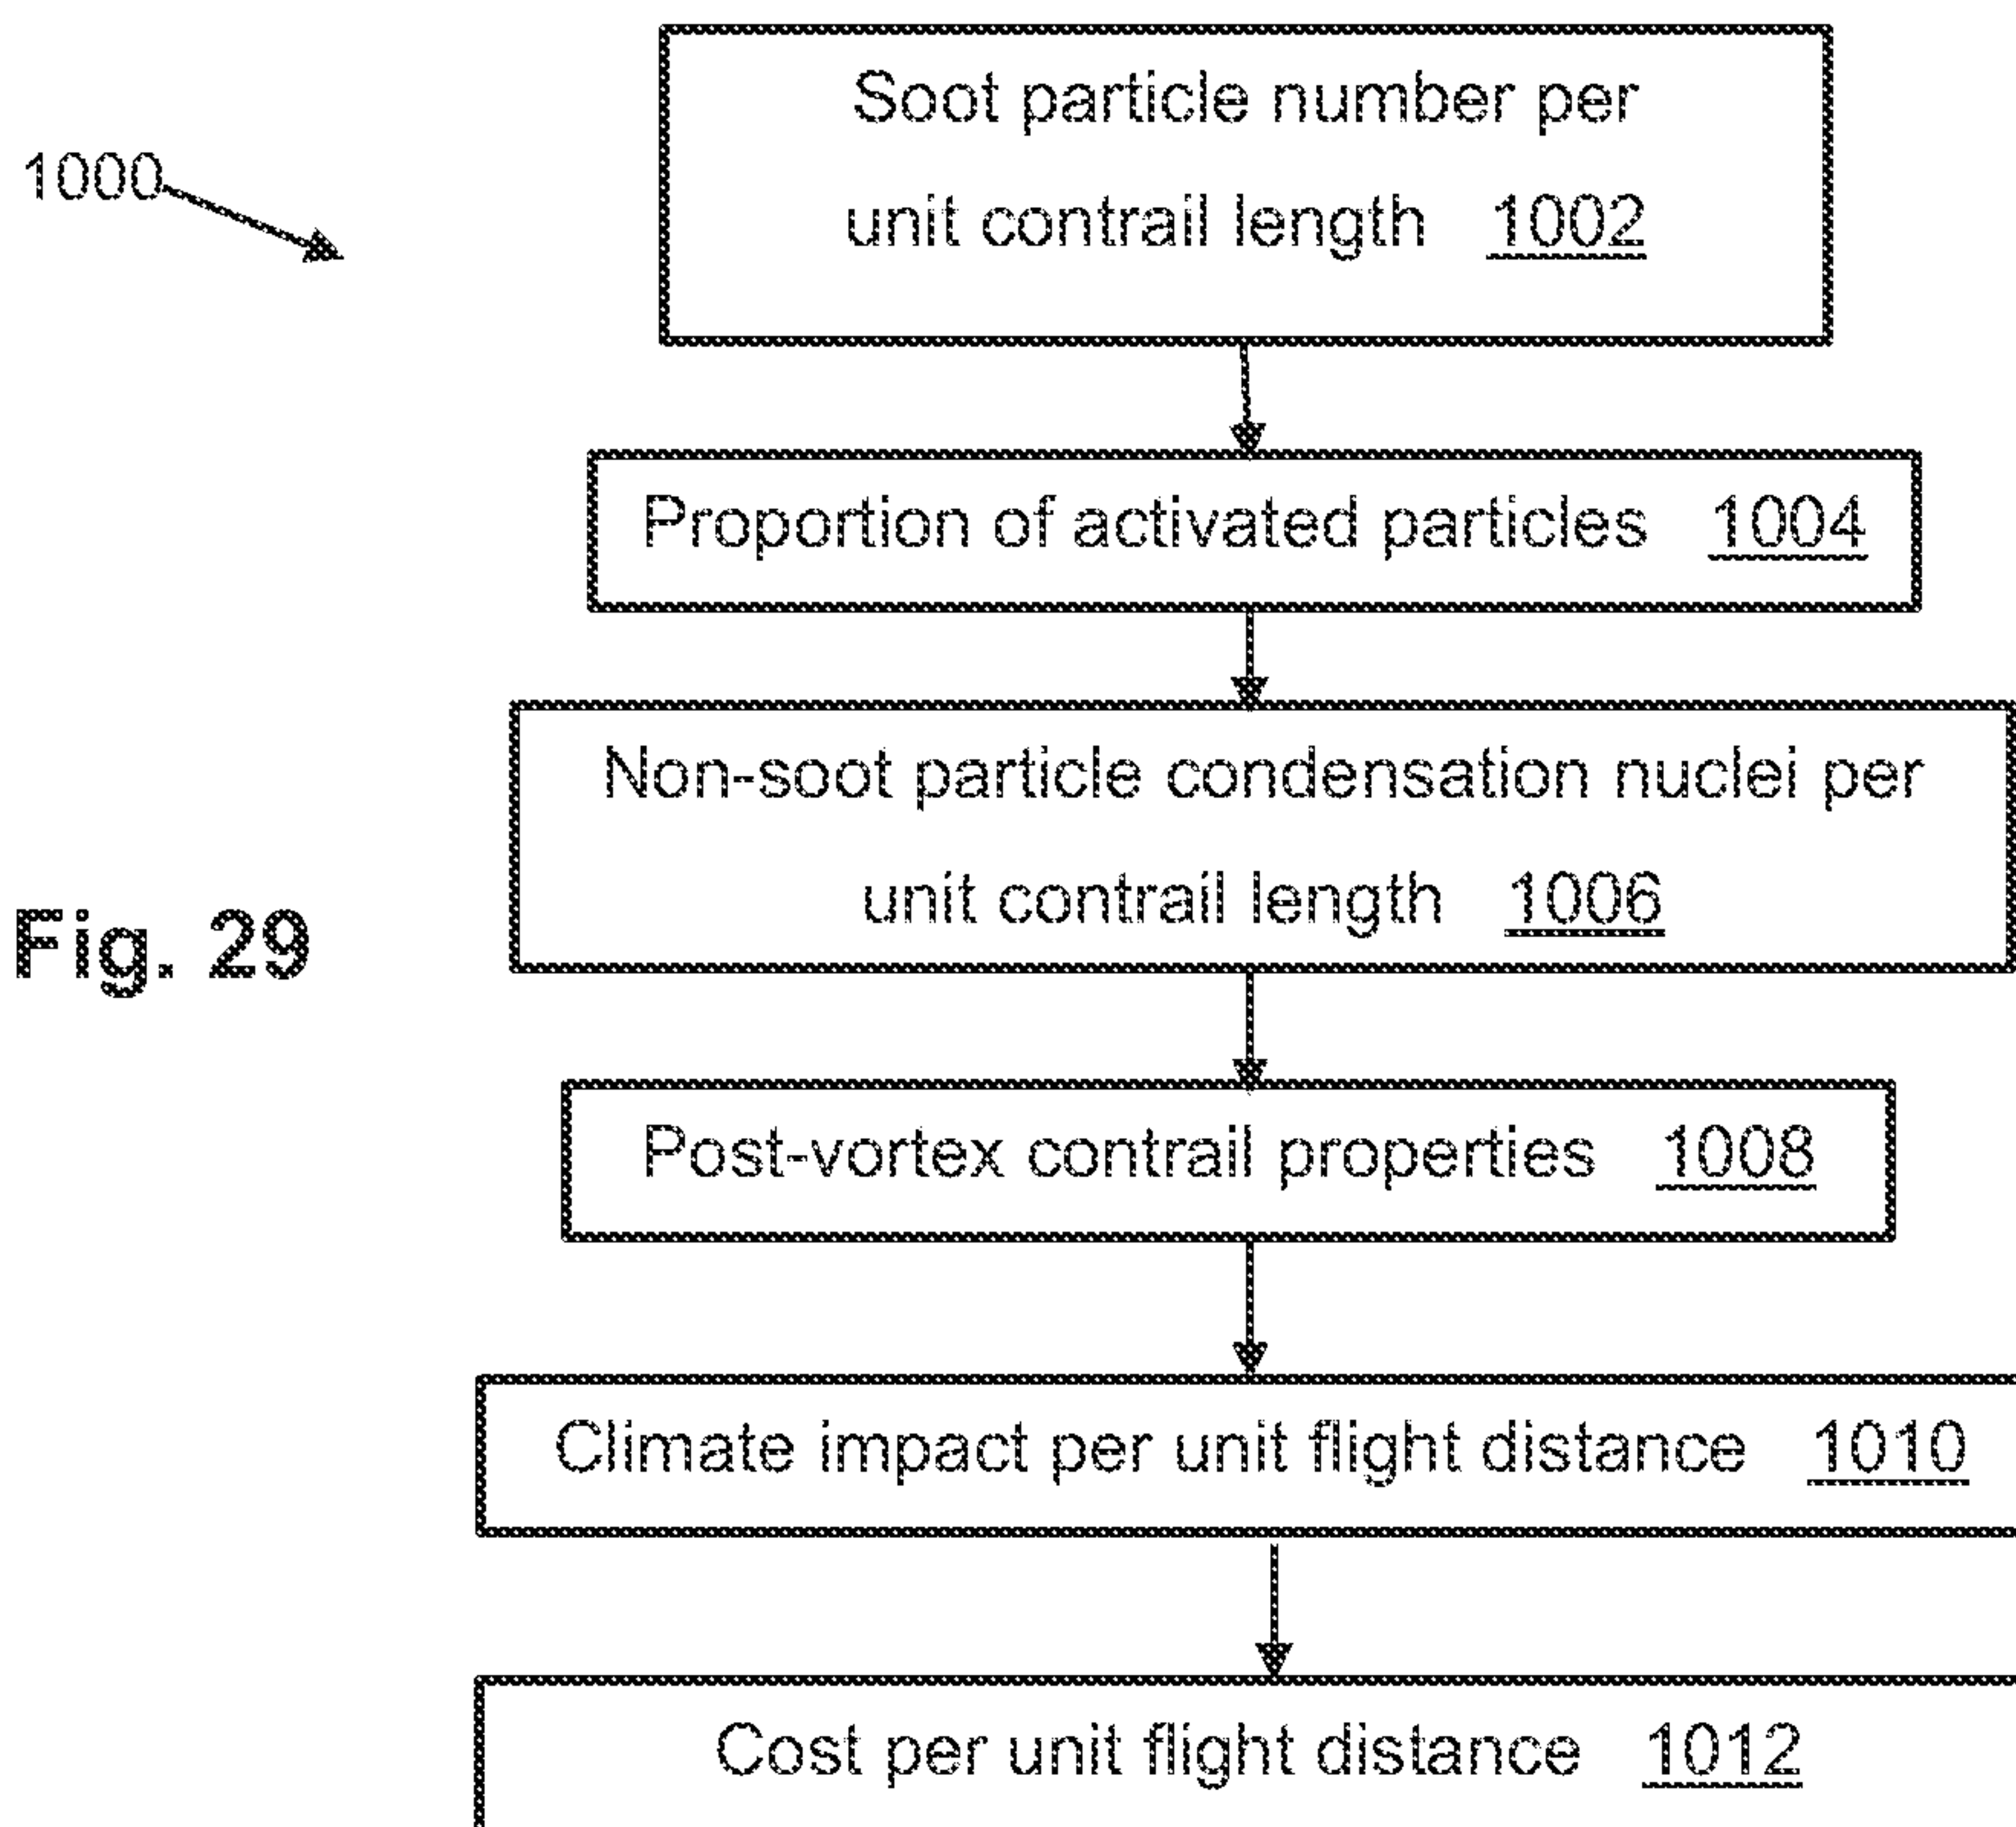 Soot particle number per
1000
unit contrail length 1002
Proportion of activated particles 1004
Non-soot particle condensation nuclei per
unit contrail length 1006
Fig. 29
Post-vortex contrail properties 1008
Climate impact per unit flight distance 1010
Cost per unit flight distance 1012